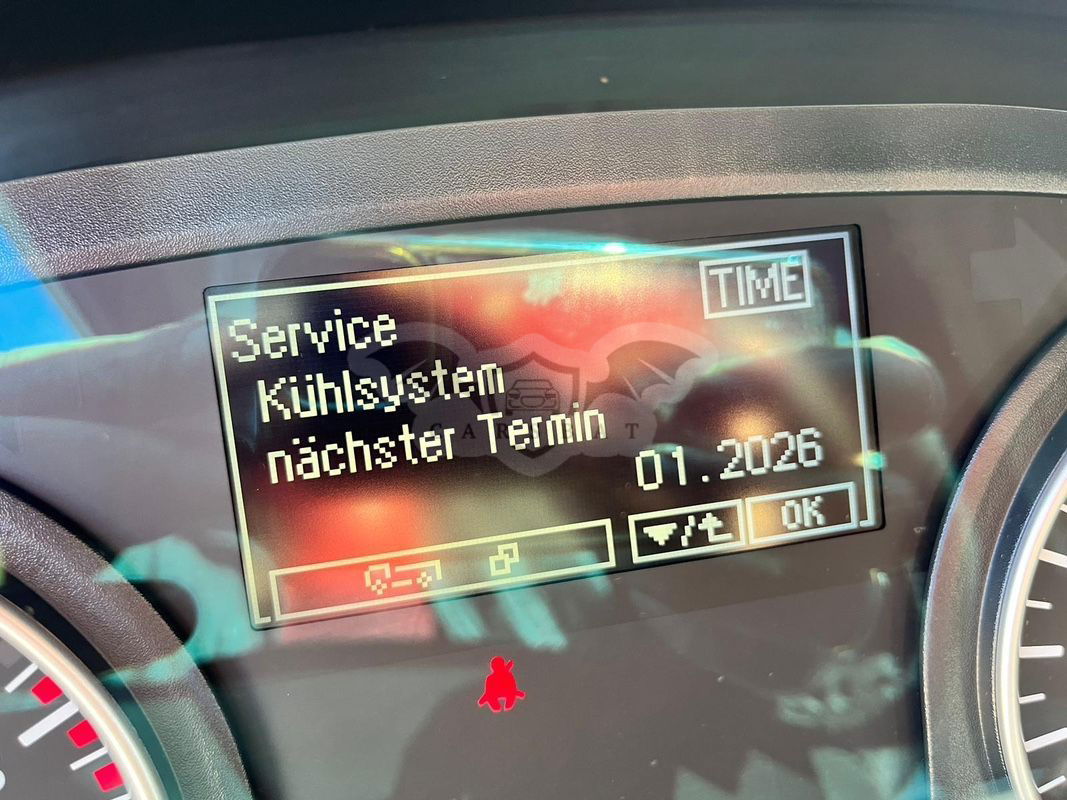 TIME
Service
Kühlsystem
nächster Termin
01.2026
OK